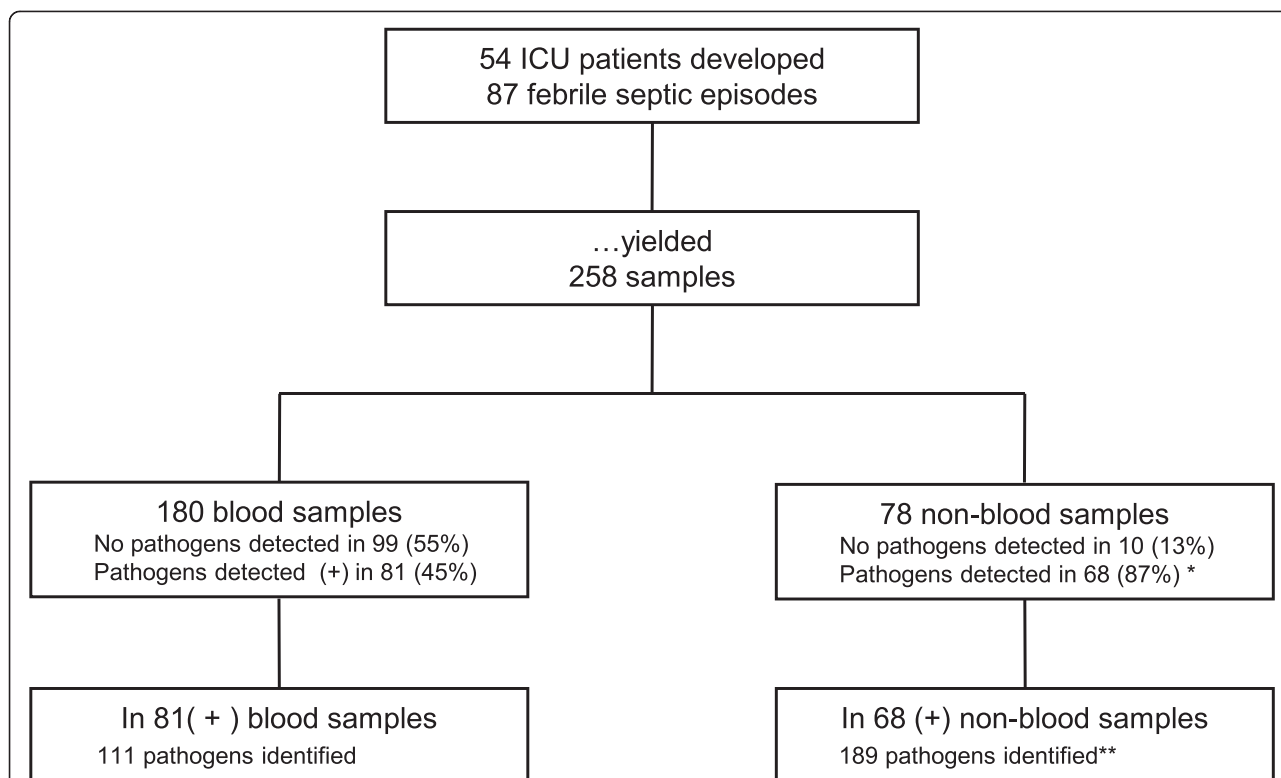 54 ICU patients developed
87 febrile septic episodes
…yielded
258 samples
180 blood samples
No pathogens detected in 99 (55%)
Pathogens detected (+) in 81 (45%)
78 non-blood samples
No pathogens detected in 10 (13%)
Pathogens detected in 68 (87%) *
In 81( + ) blood samples
111 pathogens identified
In 68 (+) non-blood samples
189 pathogens identified**